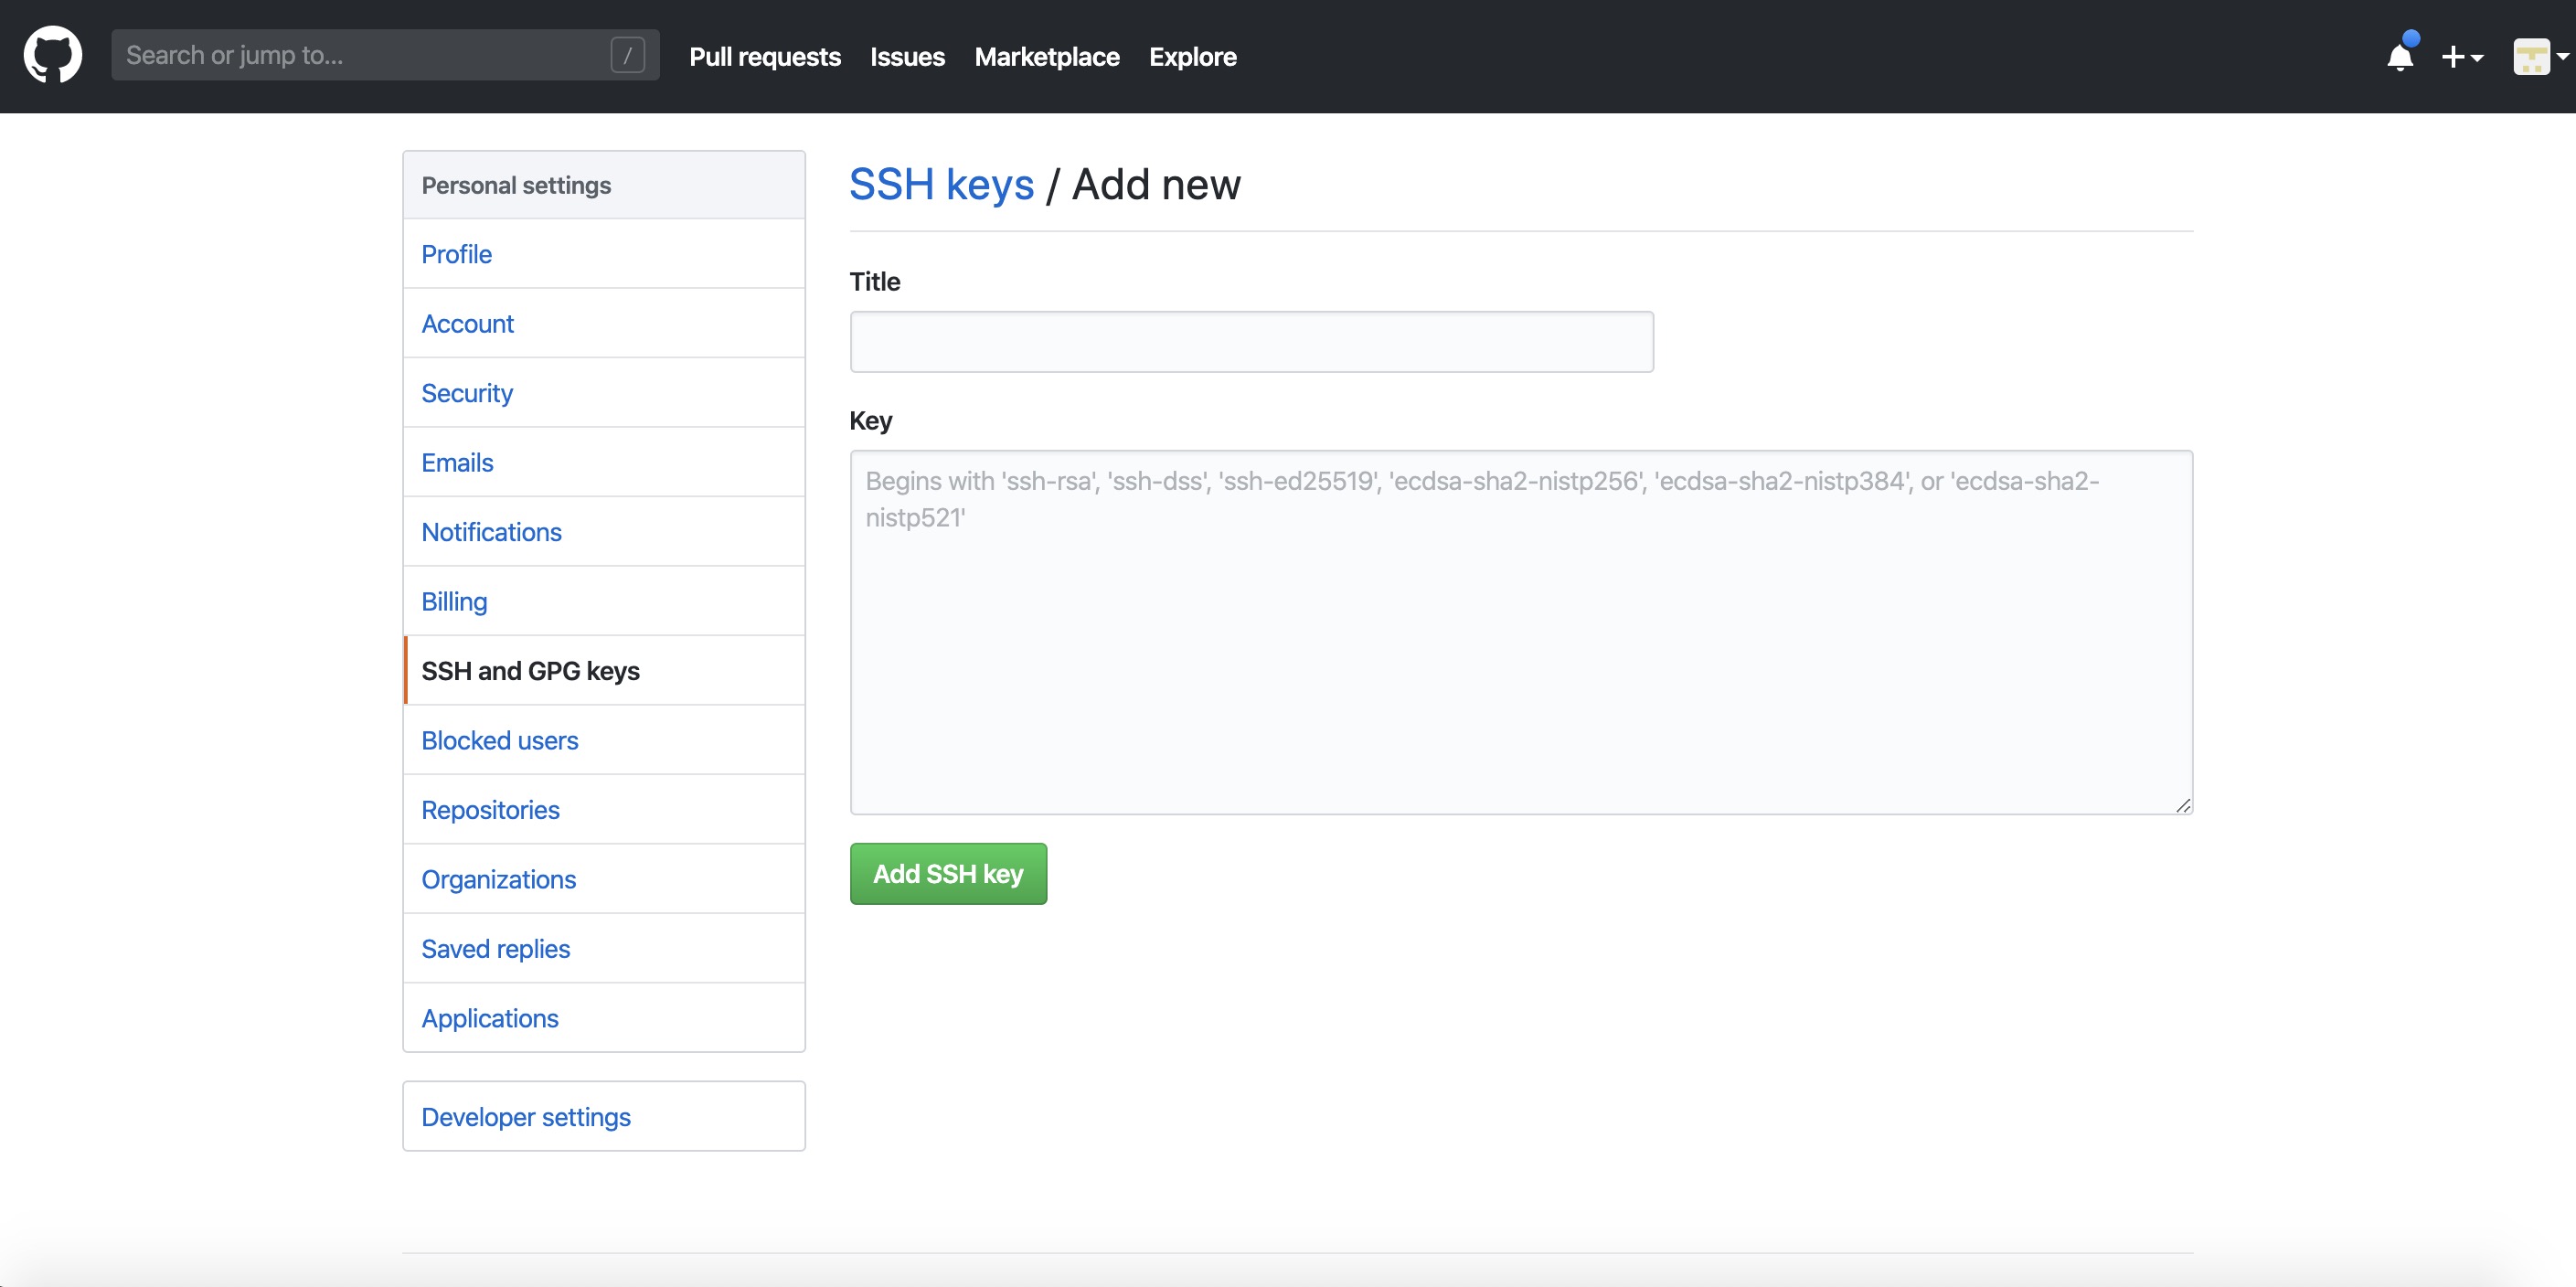 Search or jump to...
/
Pull requests
Issues
Marketplace
Explore
Personal settings
Profile
Account
Security
Emails
Notifications
Billing
SSH and GPG keys
Blocked users
Repositories
Organizations
Saved replies
Applications
Developer settings
SSH keys / Add new
Title
Key
Begins with 'ssh-rsa', 'ssh-dss', 'ssh-ed25519', 'ecdsa-sha2-nistp256', 'ecdsa-sha2-nistp384', or 'ecdsa-sha2-
nistp521'
Add SSH key